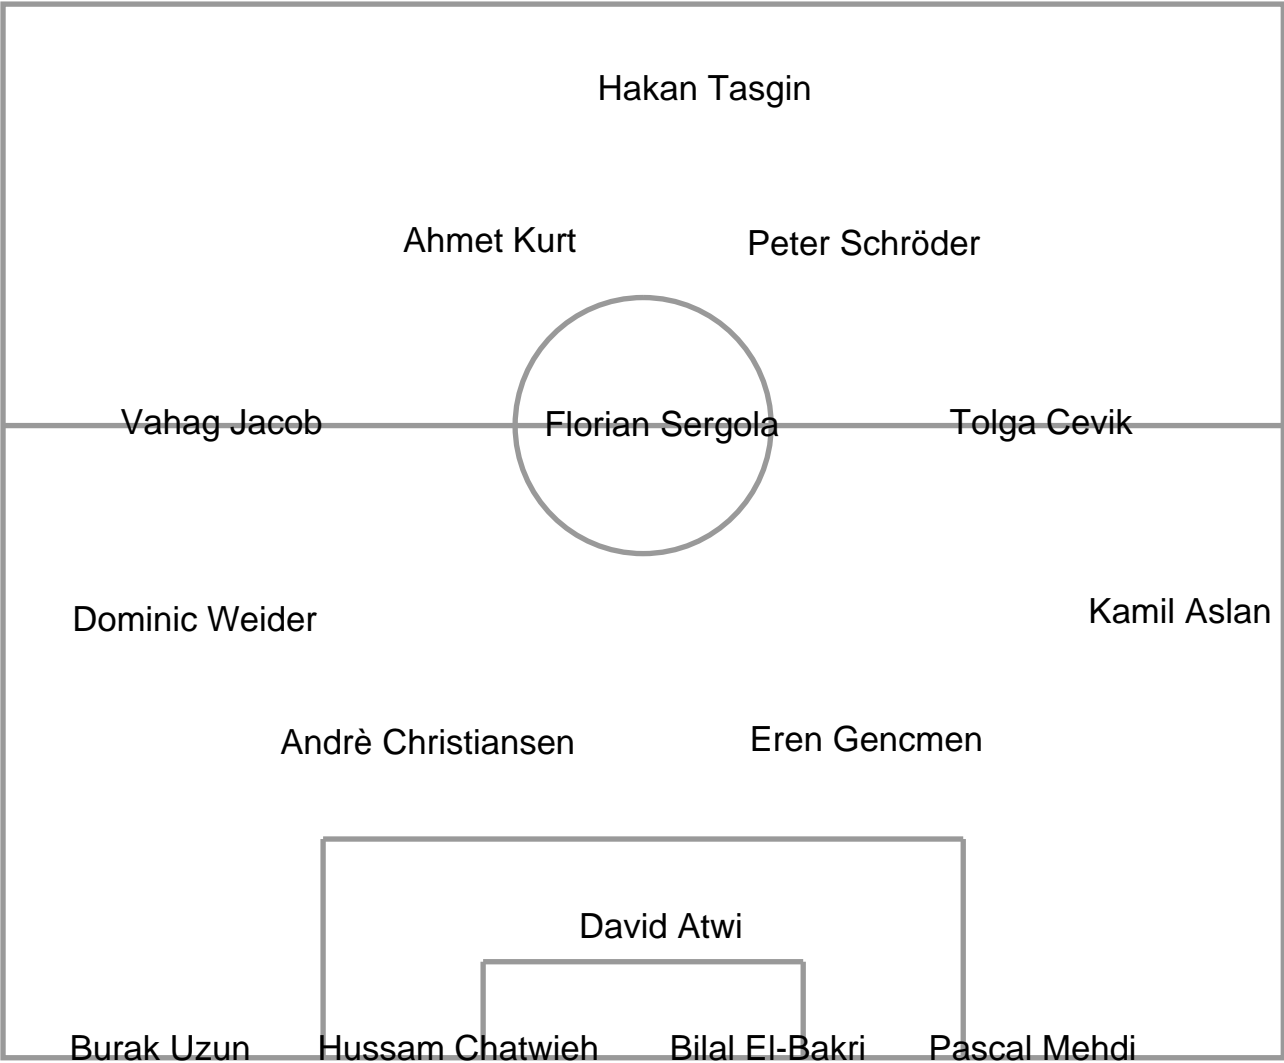 Hakan Tasgin
Ahmet Kurt
Peter Schröder
Vahag Jacob
Florian Sergola
Tolga Cevik
Dominic Weider
Kamil Aslan
Andrè Christiansen
Eren Gencmen
David Atwi
Burak Uzun
Hussam Chatwieh
Bilal El-Bakri
Pascal Mehdi